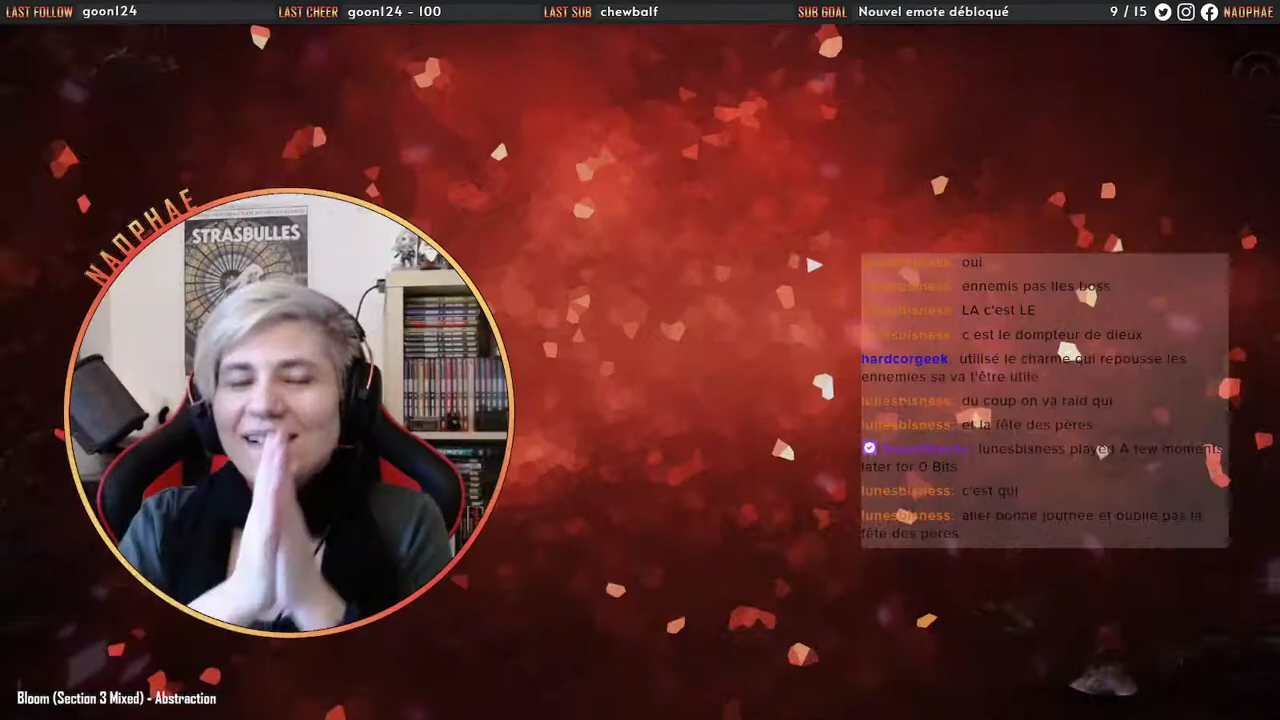 LAST FOLLOW goon124 LAST CHEER goon124 - 100 LAST SUB chewbalf SUB GOAL Nouvel emote débloqué 9 / 15 NAOPHAE
NAOPHAE
STRASBULLES
oui
ennemis pas lles boss
LA c'est LE
c est le dompteur de dieux
hardcorgeek: utilisé le charme qui repousse les
ennemies sa va t'être utile
lunesbisness: du coup on va raid qui
lunesbisness: et la fête des pères
lunesbisness played A few moments
later for 0 Bits
lunesbisness: c'est qui
lunesbisness: aller bonne journée et oublie pas la
fête des peres
Bloom (Section 3 Mixed) - Abstraction